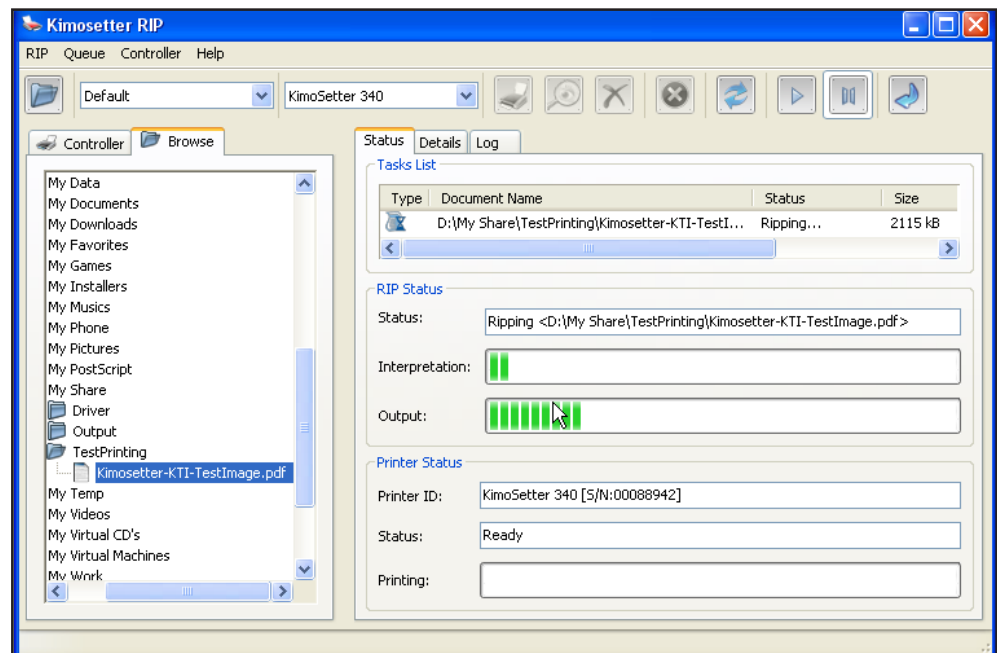 Kimosetter RIP
RIP Queue Controller Help
Default KimoSetter 340
Controller Browse
My Data
My Documents
My Downloads
My Favorites
My Games
My Installers
My Musics
My Phone
My Pictures
My PostScript
My Share
Driver
Output
TestPrinting
Kimosetter-KTI-TestImage.pdf
My Temp
My Videos
My Virtual CD's
My Virtual Machines
My Work
Status Details Log
Tasks List
Type Document Name Status Size
D:\My Share\TestPrinting\Kimosetter-KTI-TestI... Ripping... 2115 kB
RIP Status
Status: Ripping <D:\My Share\TestPrinting\Kimosetter-KTI-TestImage.pdf>
Interpretation:
Output:
Printer Status
Printer ID: KimoSetter 340 [S/N:00088942]
Status: Ready
Printing: